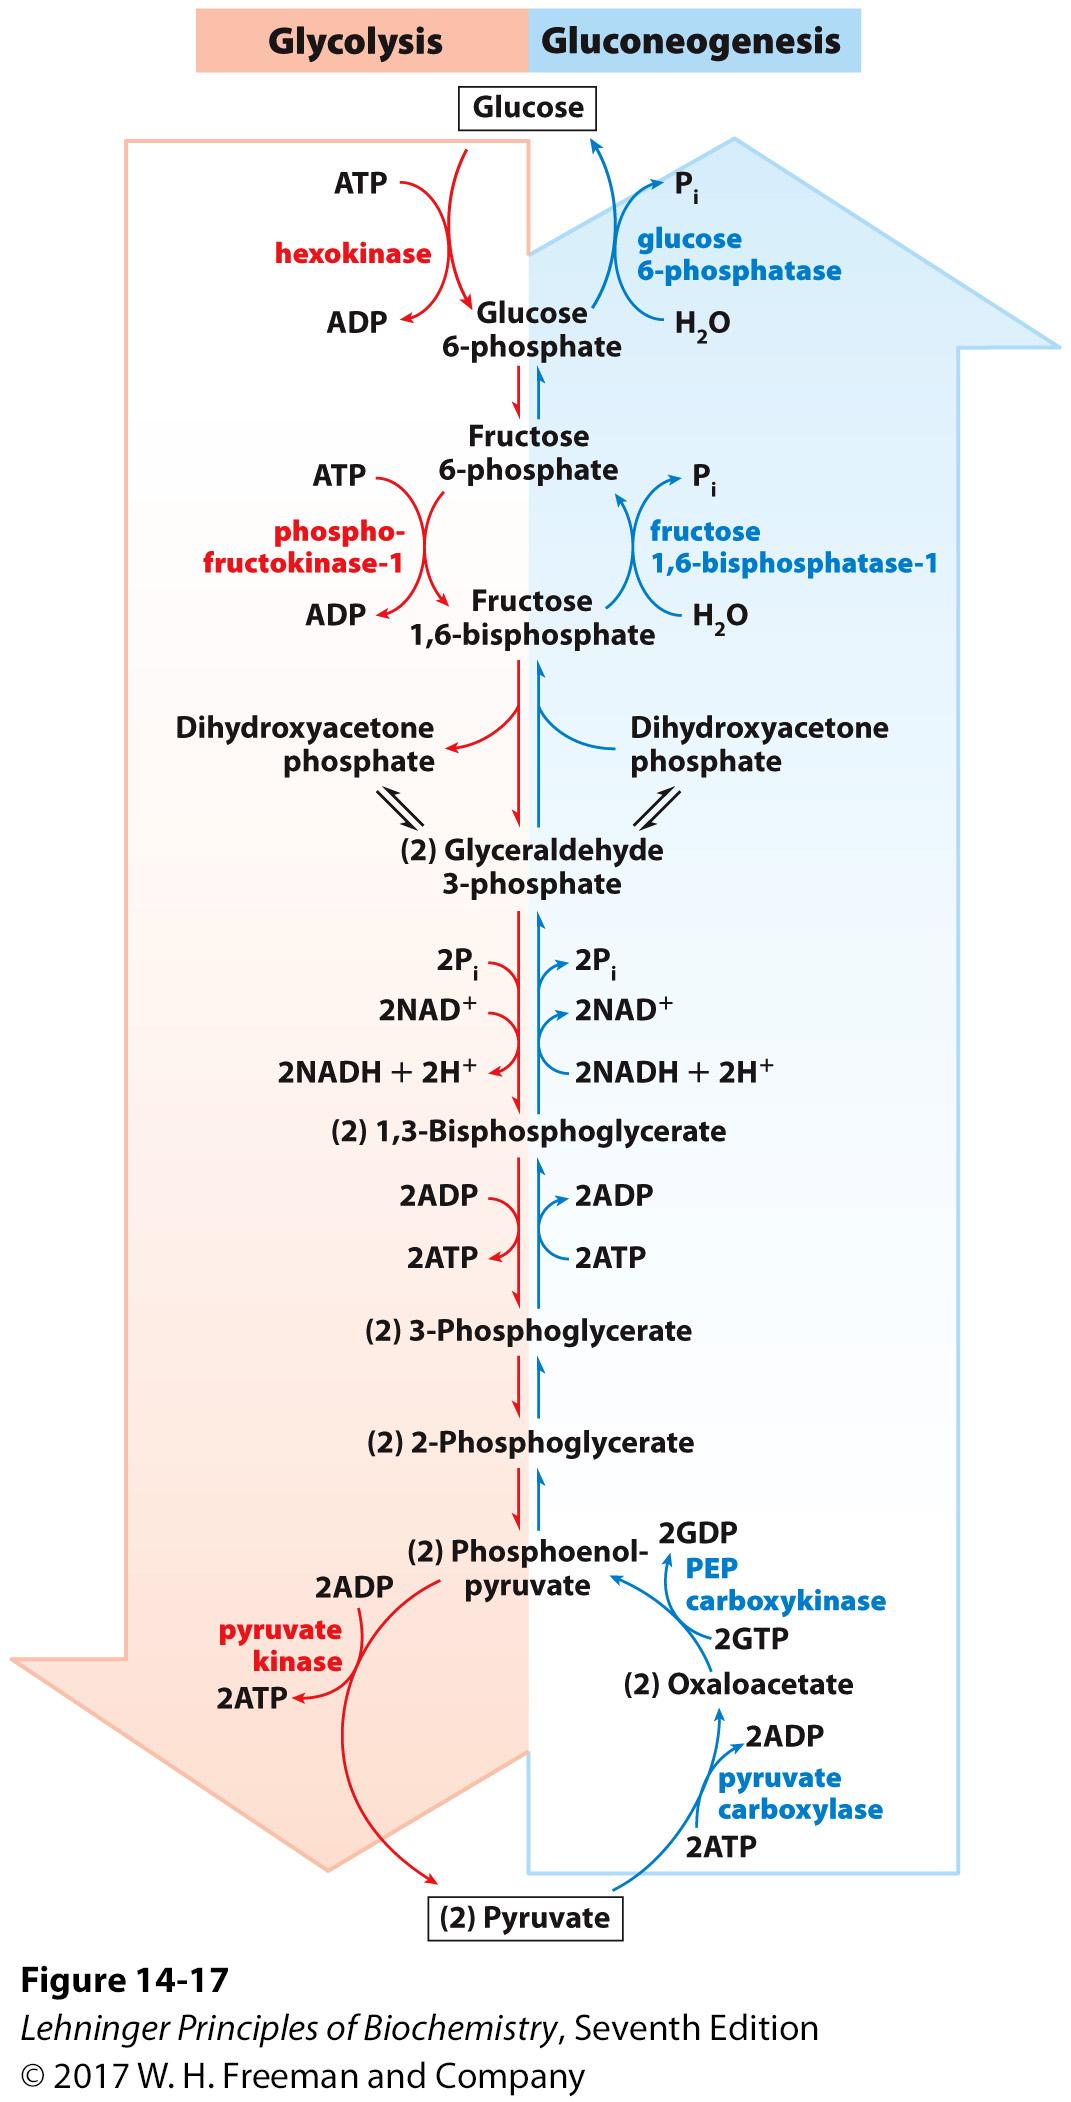 Glycolysis
Gluconeogenesis
Glucose
ATP
hexokinase
ADP
P
i
glucose
6-phosphatase
H2O
Glucose
6-phosphate
Fructose
6-phosphate
ATP
phospho-
fructokinase-1
ADP
Pi
fructose
1,6-bisphosphatase-1
H2O
Fructose
1,6-bisphosphate
Dihydroxyacetone
phosphate
Dihydroxyacetone
phosphate
(2) Glyceraldehyde
3-phosphate
2Pi
2Pi
2NAD+
2NAD+
2NADH + 2H+
2NADH + 2H+
(2) 1,3-Bisphosphoglycerate
2ADP
2ADP
2ATP
2ATP
(2) 3-Phosphoglycerate
(2) 2-Phosphoglycerate
(2) Phosphoenol-
pyruvate
2ADP
pyruvate
kinase
2ATP
2GDP
PEP
carboxykinase
2GTP
(2) Oxaloacetate
2ADP
pyruvate
carboxylase
2ATP
(2) Pyruvate
Figure 14-17
Lehninger Principles of Biochemistry, Seventh Edition
© 2017 W. H. Freeman and Company